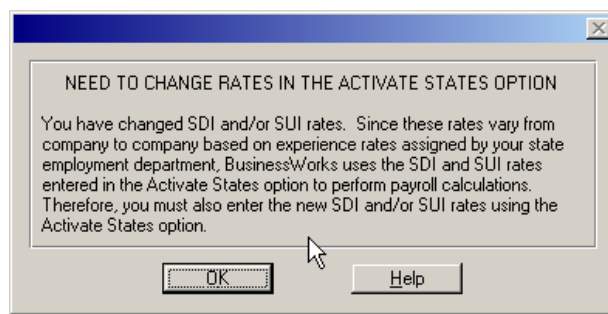 NEED TO CHANGE RATES IN THE ACTIVATE STATES OPTION
You have changed SDI and/or SUI rates. Since these rates vary from
company to company based on experience rates assigned by your state
employment department, BusinessWorks uses the SDI and SUI rates
entered in the Activate States option to perform payroll calculations.
Therefore, you must also enter the new SDI and/or SUI rates using the
Activate States option.
OK
Help